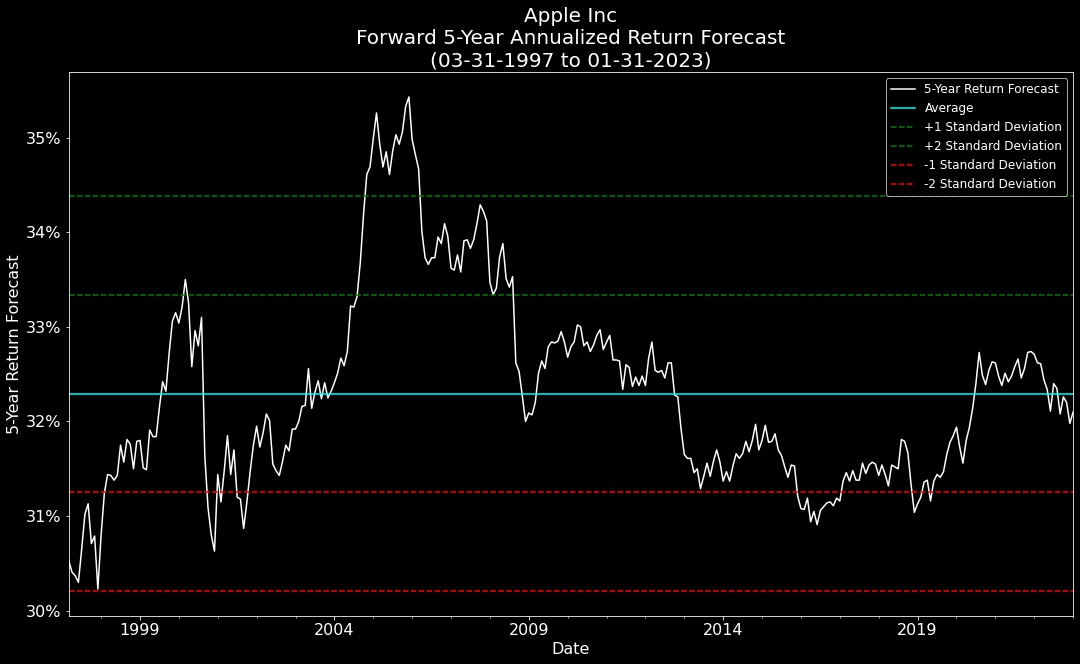 Apple Inc
Forward 5-Year Annualized Return Forecast
(03-31-1997 to 01-31-2023)
5-Year Return Forecast
Average
+1 Standard Deviation
+2 Standard Deviation
-1 Standard Deviation
-2 Standard Deviation
5-Year Return Forecast
35%
34%
33%
32%
31%
30%
1999
2004
2009
2014
2019
Date